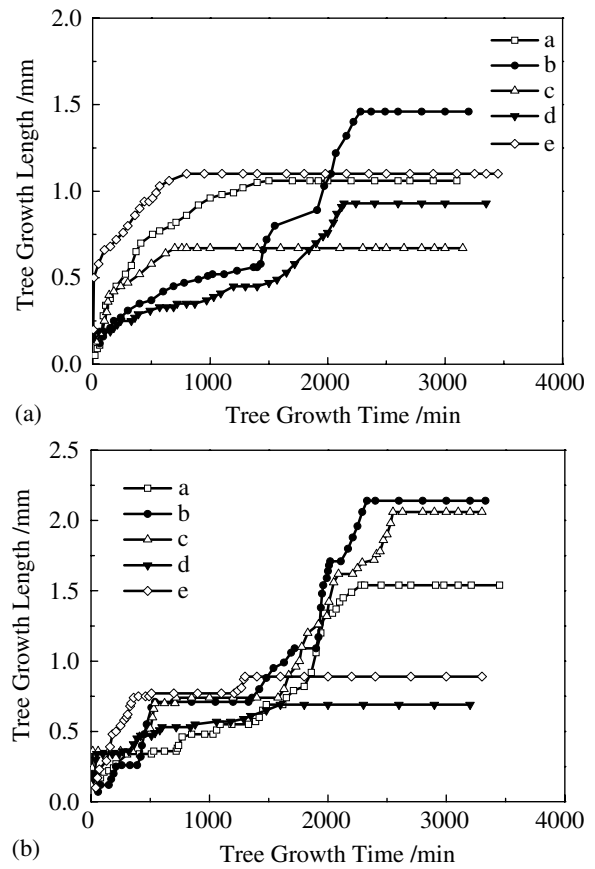 2.0
1.5
1.0
0.5
0.0
0
1000
2000
3000
4000
Tree Growth Length /mm
Tree Growth Time /min
a
b
c
d
e
(a)
2.5
2.0
1.5
1.0
0.5
0.0
0
1000
2000
3000
4000
Tree Growth Length /mm
Tree Growth Time /min
a
b
c
d
e
(b)